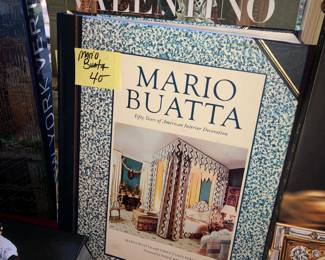 VALENTINO
Mario
Buatta
40-
MARIO
BUATTA
Fifty Years of American Interior Decoration